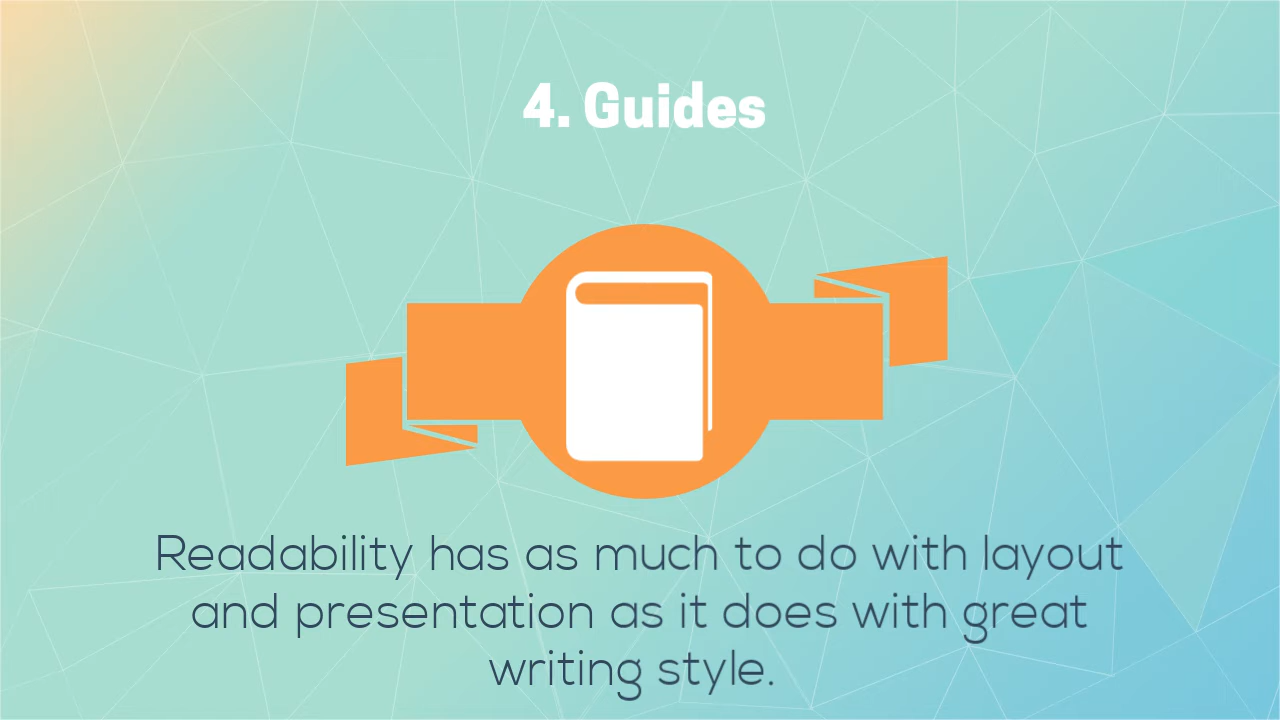 4. Guides
Readability has as much to do with layout
and presentation as it does with great
writing style.